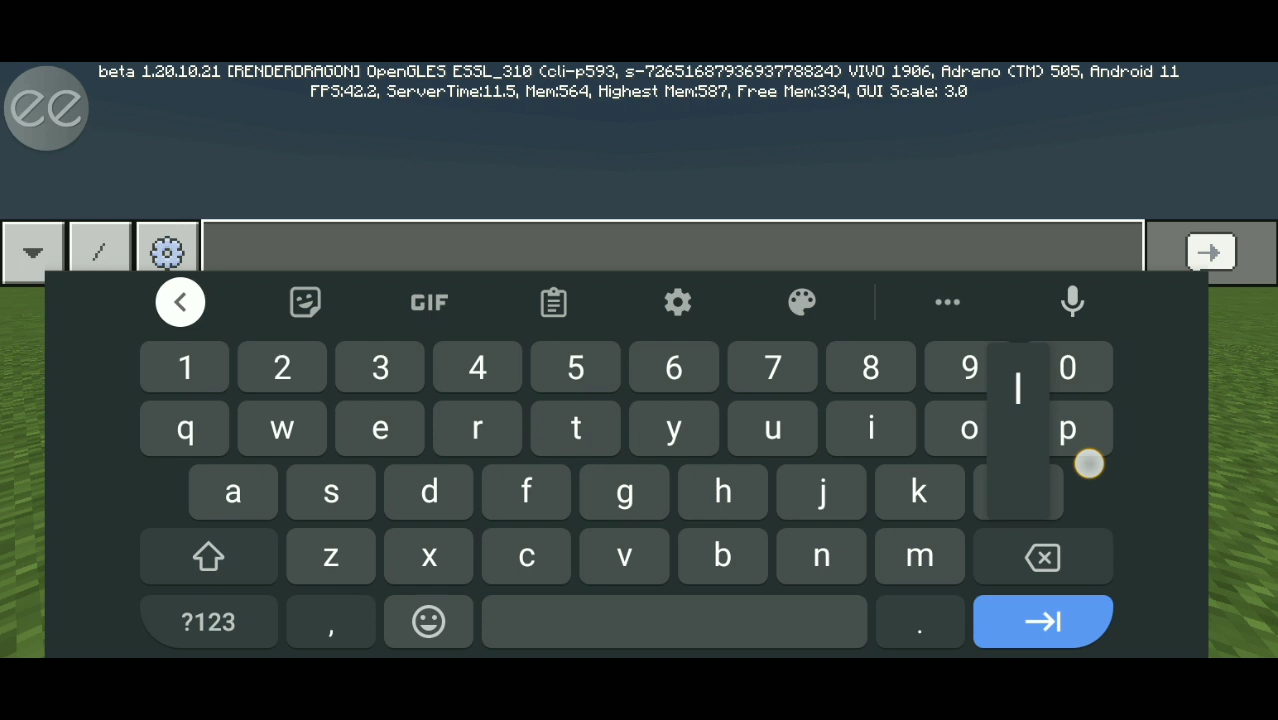 beta 1.20.10.21 [RENDERDRAGON] OpenGLES ESSL_310 (cli-p593, s-7265168793693778824) VIVO 1906, Adreno (TM) 505, Android 11
FPS:42.2, ServerTime:11.5, Mem:564, Highest Mem:587, Free Mem:334, GUI Scale: 3.0
ee
/
GIF
1 2 3 4 5 6 7 8 9 0
l
q w e r t y u i o p
a s d f g h j k
z x c v b n m
?123 , .